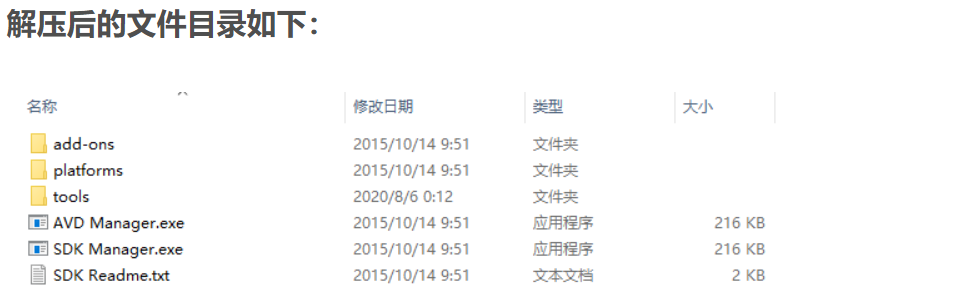 解压后的文件目录如下：
名称 修改日期 类型 大小
add-ons 2015/10/14 9:51 文件夹
platforms 2015/10/14 9:51 文件夹
tools 2020/8/6 0:12 文件夹
AVD Manager.exe 2015/10/14 9:51 应用程序 216 KB
SDK Manager.exe 2015/10/14 9:51 应用程序 216 KB
SDK Readme.txt 2015/10/14 9:51 文本文档 2 KB